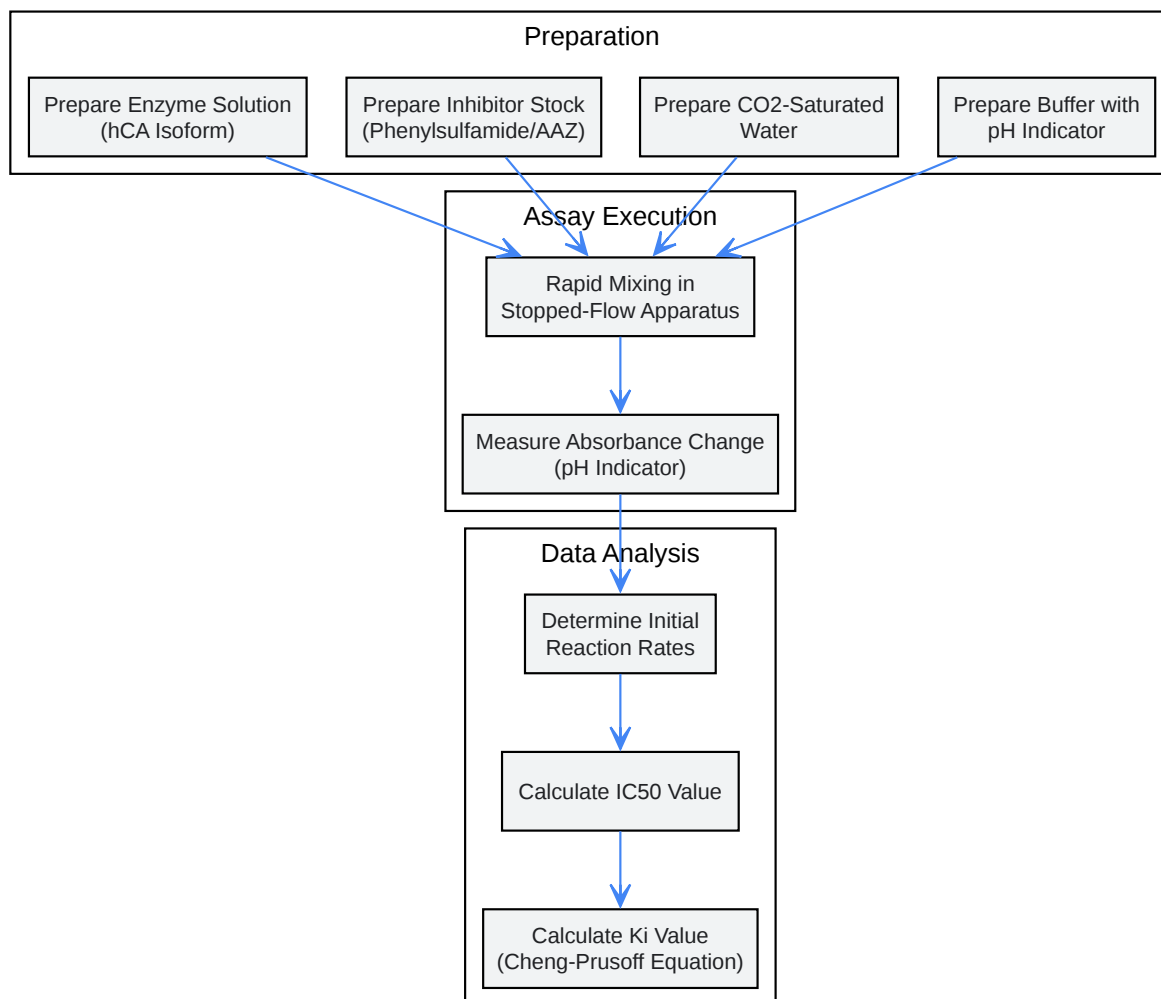 Preparation
Prepare Enzyme Solution
(hCA Isoform)
Prepare Inhibitor Stock
(Phenylsulfamide/AAZ)
Prepare CO2-Saturated
Water
Prepare Buffer with
pH Indicator
Assay Execution
Rapid Mixing in
Stopped-Flow Apparatus
Measure Absorbance Change
(pH Indicator)
Data Analysis
Determine Initial
Reaction Rates
Calculate IC50 Value
Calculate Ki Value
(Cheng-Prusoff Equation)